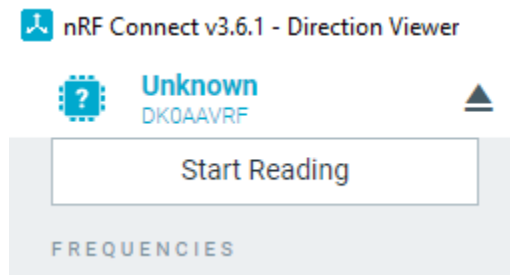 nRF Connect v3.6.1 - Direction Viewer
?
Unknown
DK0AAVRF
Start Reading
FREQUENCIES